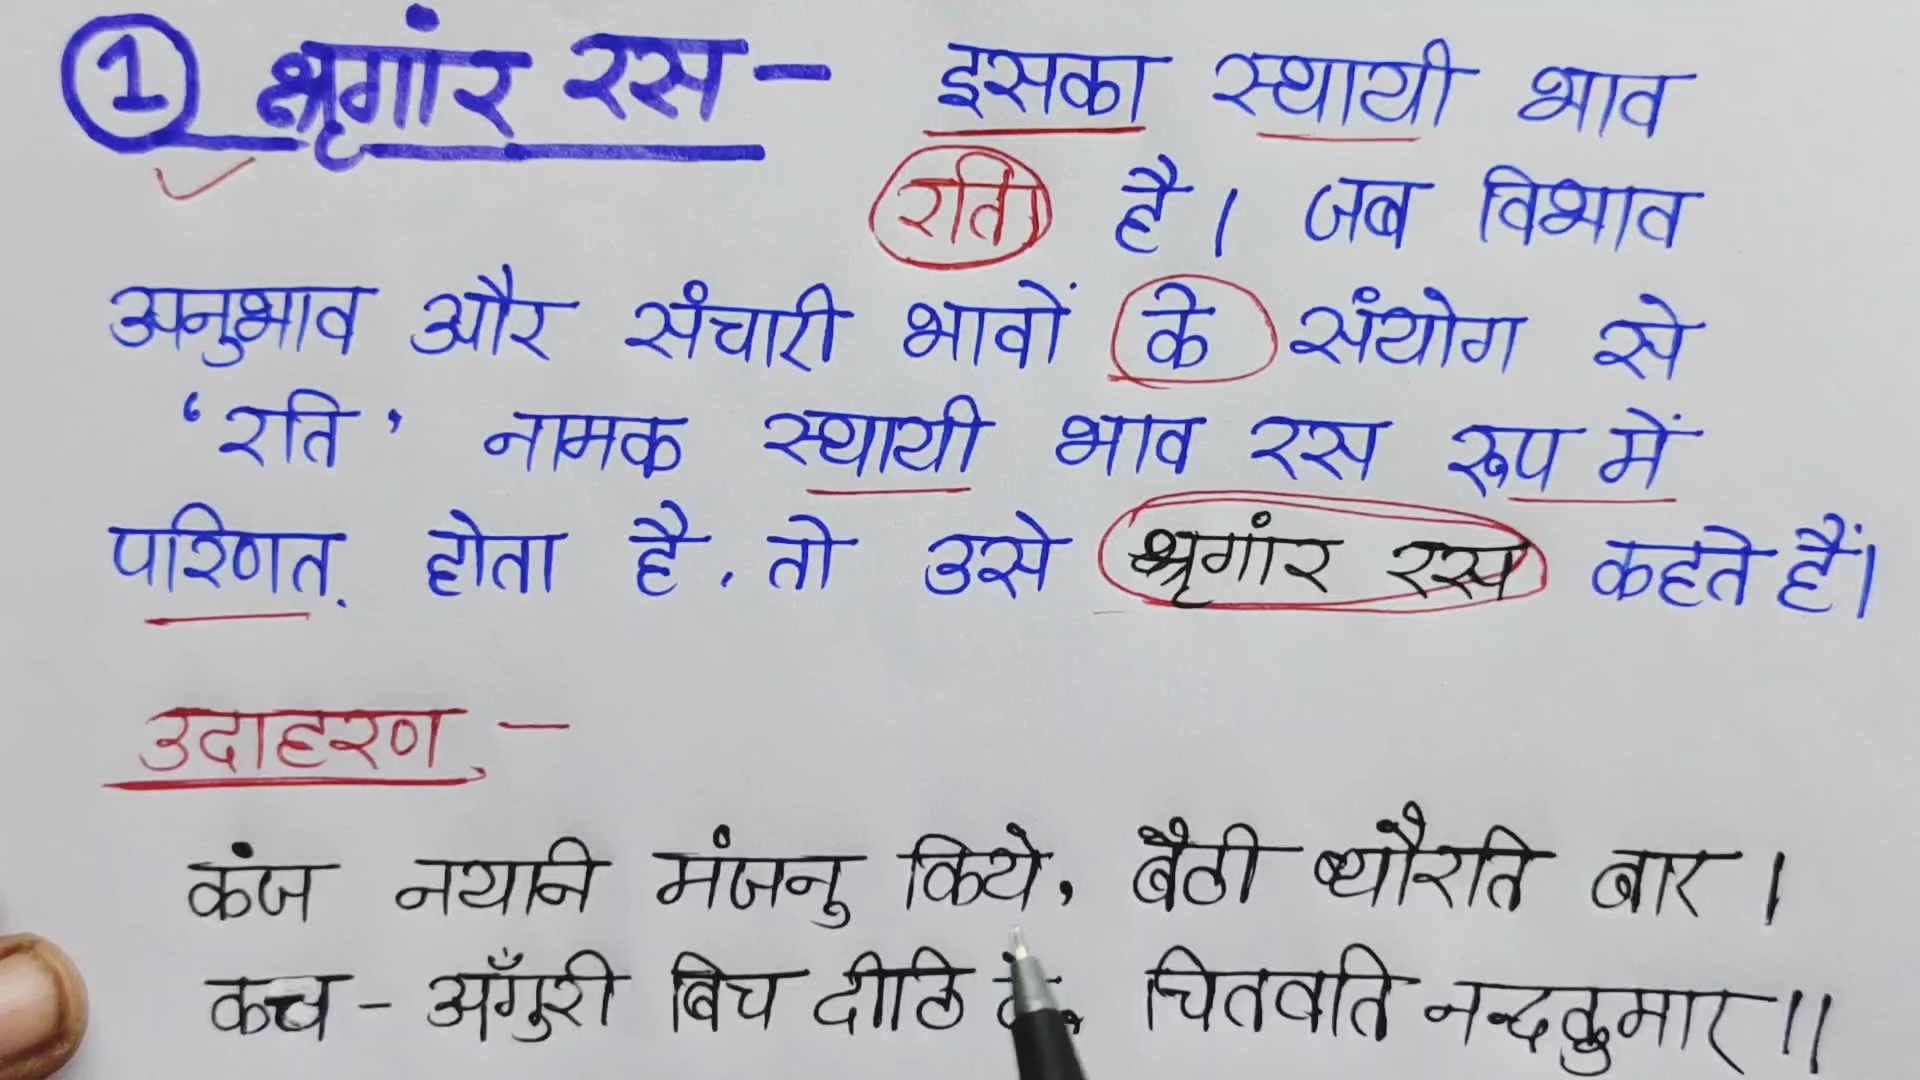 1 श्रृगांर रस - इसका स्थायी भाव
रति है। जब विभाव
अनुभाव और संचारी भावों के संयोग से
'रति' नामक स्थायी भाव रस रूप में
परिणत होता है, तो उसे श्रृगांर रस कहते हैं।
उदाहरण -
कंज नयनि मंजनु किये, बैठी ब्यौरति बार।
कच - अँगुरी बिच दीठि चितवति नन्दकुमार॥